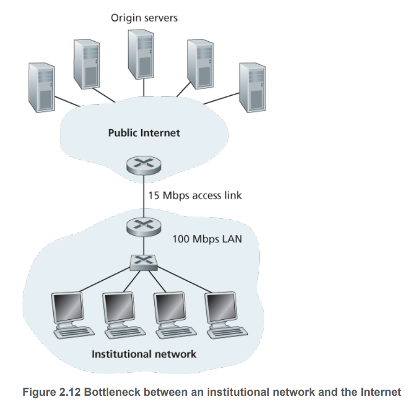 Origin servers
Public Internet
15 Mbps access link
100 Mbps LAN
Institutional network
Figure 2.12 Bottleneck between an institutional network and the Internet